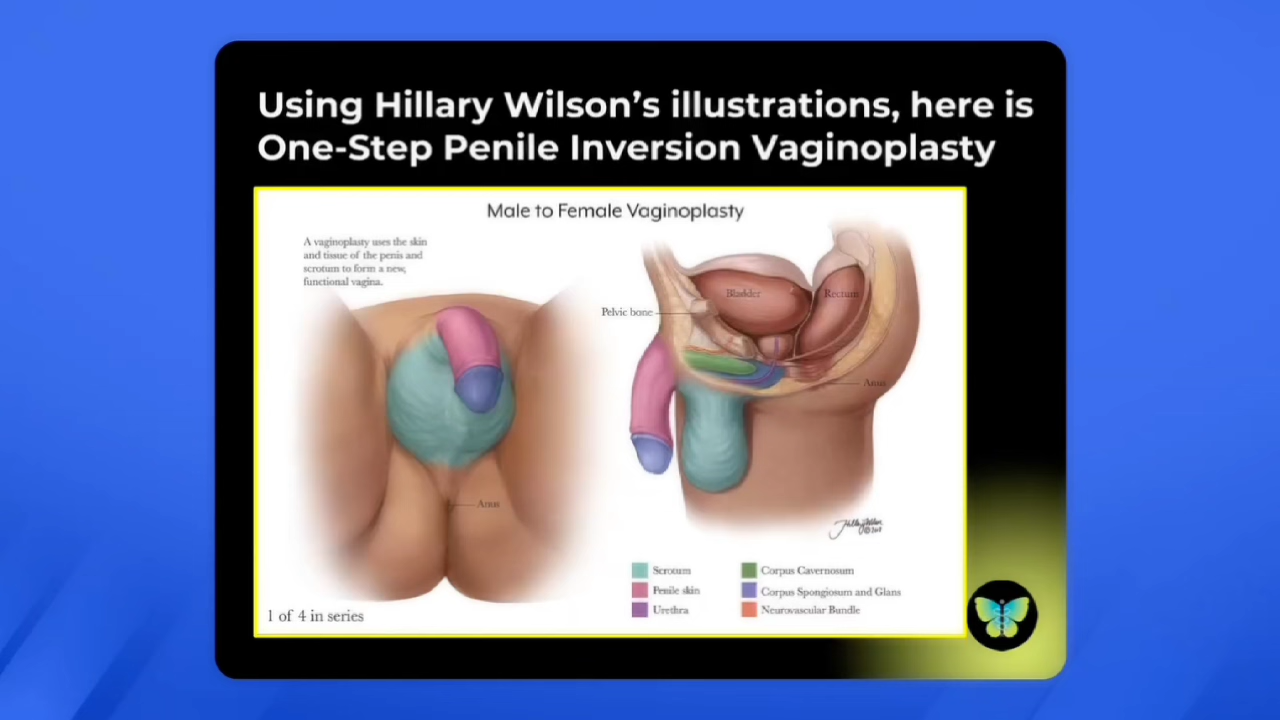 Using Hillary Wilson's illustrations, here is
One-Step Penile Inversion Vaginoplasty
Male to Female Vaginoplasty
A vaginoplasty uses the skin
and tissue of the penis and
scrotum to form a new,
functional vagina.
Anus
1 of 4 in series
Bladder
Rectum
Pelvic bone
Anus
Scrotum
Penile skin
Urethra
Corpus Cavernosum
Corpus Spongiosum and Glans
Neurovascular Bundle